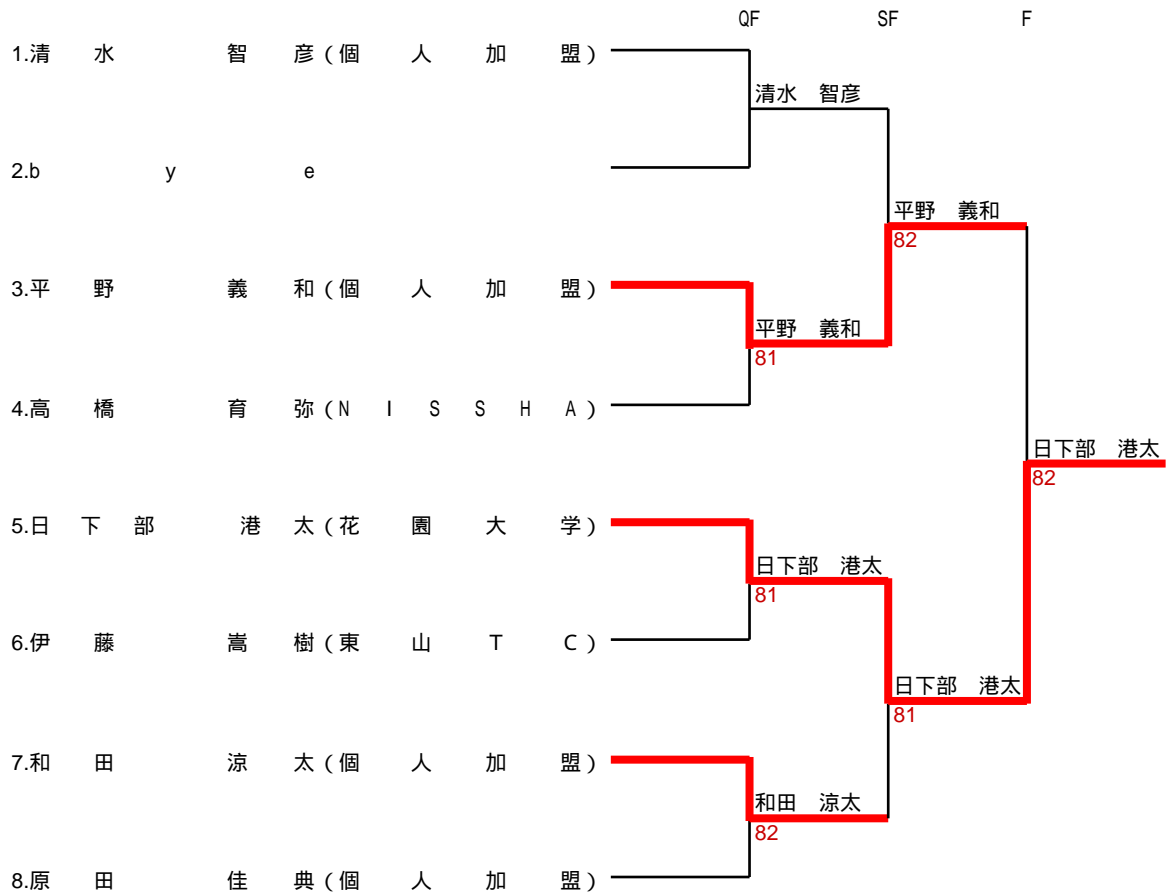 QF SF F
1.清水 智彦(個人加盟)
清水 智彦
2.bye
平野 義和
82
3.平野 義和(個人加盟)
平野 義和
81
4.高橋 育弥(NISSHA)
日下部 港太
82
5.日下部 港太(花園大学)
日下部 港太
81
6.伊藤 嵩樹(東山TC)
日下部 港太
81
7.和田 涼太(個人加盟)
和田 涼太
82
8.原田 佳典(個人加盟)